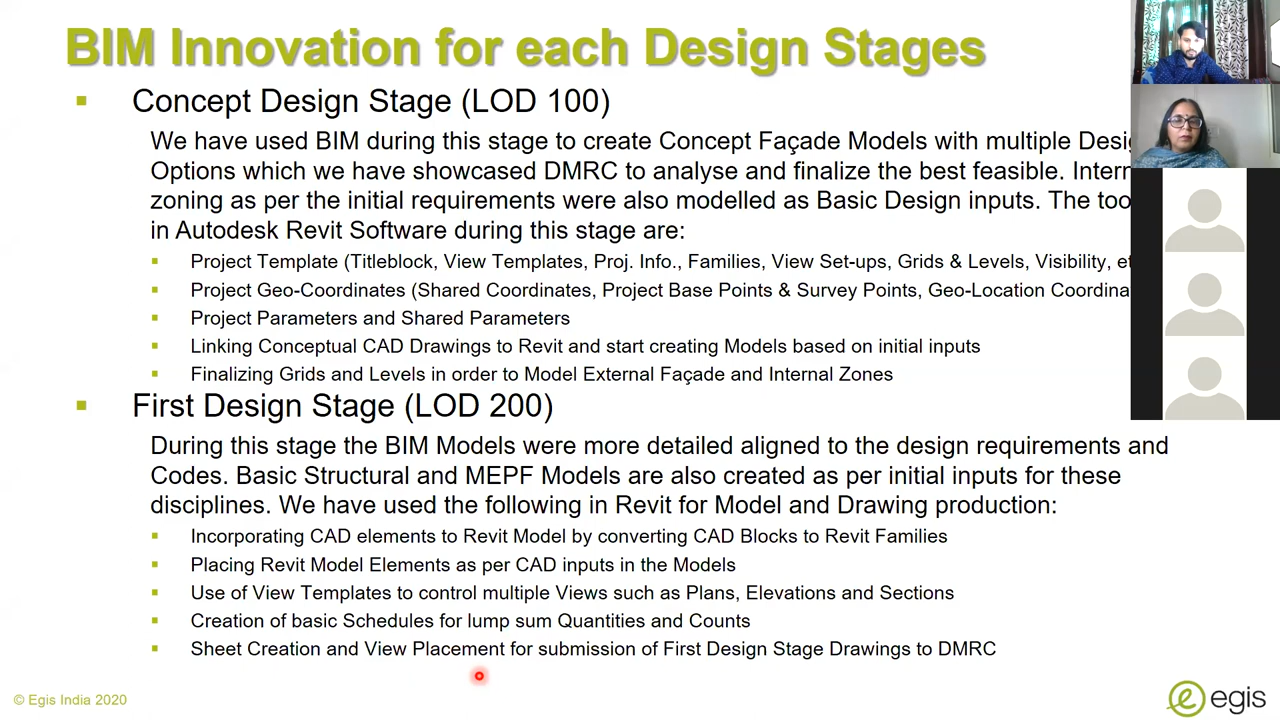 BIM Innovation for each Design Stages
Concept Design Stage (LOD 100)
We have used BIM during this stage to create Concept Façade Models with multiple
Options which we have showcased DMRC to analyse and finalize the best feasible.
zoning as per the initial requirements were also modelled as Basic Design inputs. The
in Autodesk Revit Software during this stage are:
Project Template (Titleblock, View Templates, Proj. Info., Families, View Set-ups, Grids & Levels, Visibility,
Project Geo-Coordinates (Shared Coordinates, Project Base Points & Survey Points, Geo-Location
Project Parameters and Shared Parameters
Linking Conceptual CAD Drawings to Revit and start creating Models based on initial inputs
Finalizing Grids and Levels in order to Model External Façade and Internal Zones
First Design Stage (LOD 200)
During this stage the BIM Models were more detailed aligned to the design requirements and
Codes. Basic Structural and MEPF Models are also created as per initial inputs for these
disciplines. We have used the following in Revit for Model and Drawing production:
Incorporating CAD elements to Revit Model by converting CAD Blocks to Revit Families
Placing Revit Model Elements as per CAD inputs in the Models
Use of View Templates to control multiple Views such as Plans, Elevations and Sections
Creation of basic Schedules for lump sum Quantities and Counts
Sheet Creation and View Placement for submission of First Design Stage Drawings to DMRC
© Egis India 2020
egis